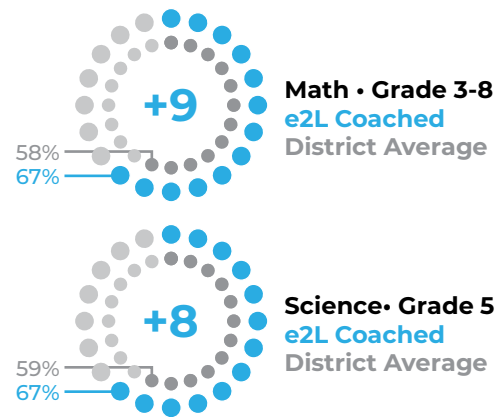 +9
58%
67%
Math • Grade 3-8
e2L Coached
District Average
+8
59%
67%
Science• Grade 5
e2L Coached
District Average